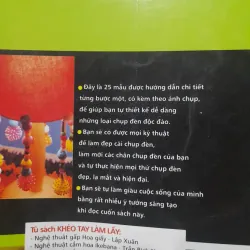 • Đây là 25 mẫu được hướng dẫn chi tiết
từng bước một, có kèm theo ảnh chụp,
để giúp bạn tự thiết kế dễ dàng
những loại chụp đèn độc đáo.
• Bạn sẽ có được mọi kỹ thuật
để làm đẹp cái chụp đèn,
làm mới các chân chụp đèn của bạn
và tự thực hiện mọi thứ chụp đèn
đẹp, lạ mắt và hiện đại.
• Bạn sẽ tự làm giàu cuộc sống của mình
bằng rất nhiều ý tưởng sáng tạo
khi đọc cuốn sách này.
Tủ sách KHÉO TAY LÀM LẤY:
- Nghệ thuật gấp Hoa giấy - Lập Xuân
- Nghệ thuật cắm hoa Ikebana - Trần